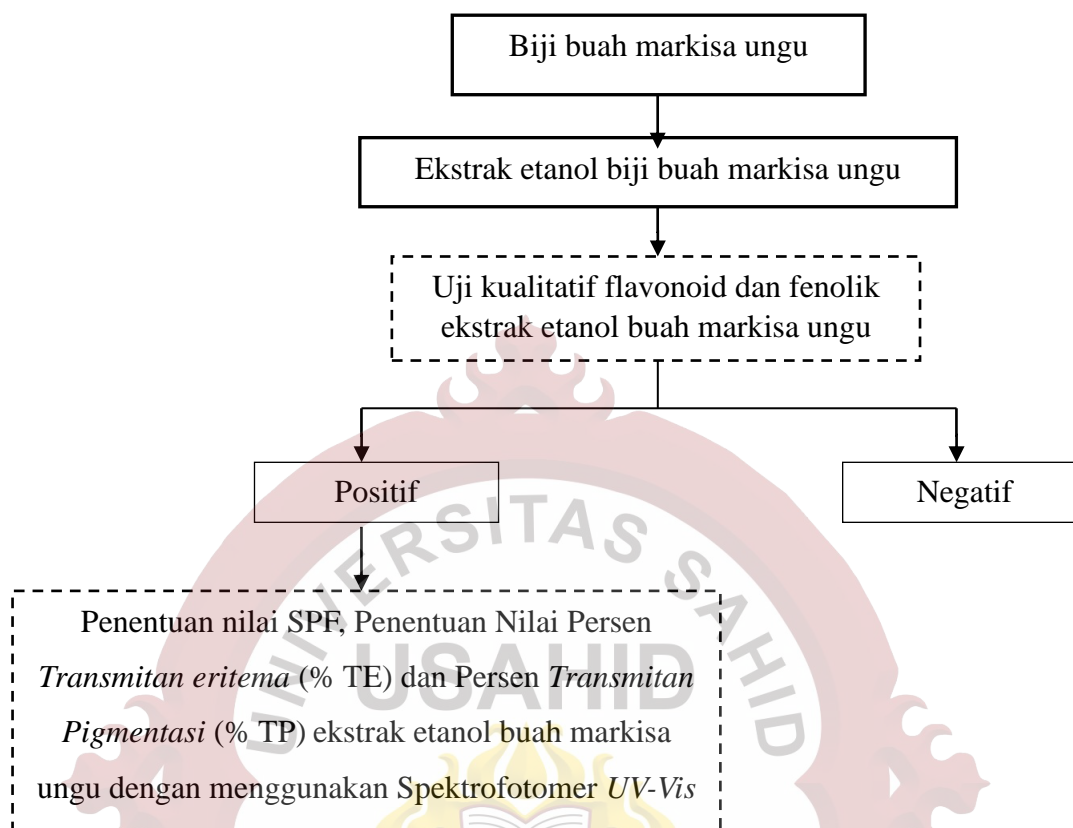 Biji buah markisa ungu
Ekstrak etanol biji buah markisa ungu
Uji kualitatif flavonoid dan fenolik
ekstrak etanol buah markisa ungu
Positif
Negatif
UNIVERSITAS SAHID
USAHID
Penentuan nilai SPF, Penentuan Nilai Persen
Transmitan eritema (% TE) dan Persen Transmitan
Pigmentasi (% TP) ekstrak etanol buah markisa
ungu dengan menggunakan Spektrofotomer UV-Vis